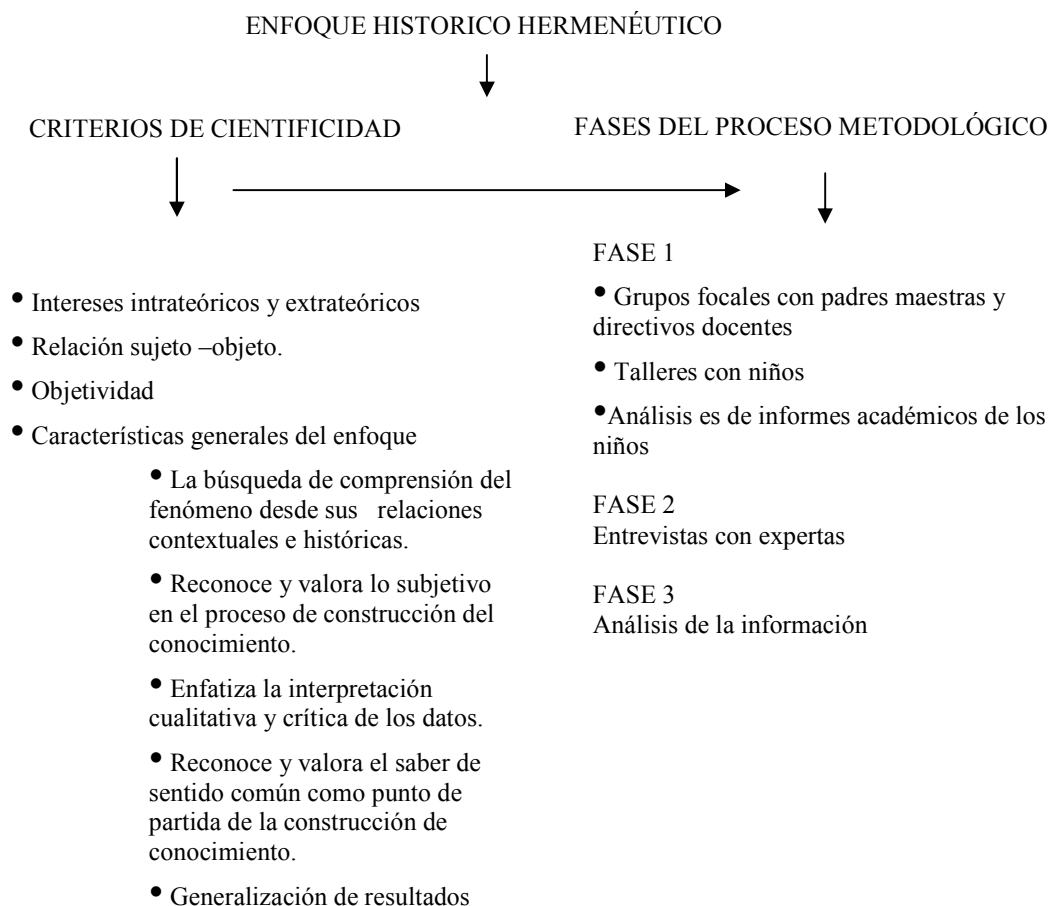 ENFOQUE HISTORICO HERMENÉUTICO
CRITERIOS DE CIENTIFICIDAD
• Intereses intrateóricos y extrateóricos
• Relación sujeto –objeto.
• Objetividad
• Características generales del enfoque
• La búsqueda de comprensión del
fenómeno desde sus relaciones
contextuales e históricas.
• Reconoce y valora lo subjetivo
en el proceso de construcción del
conocimiento.
• Enfatiza la interpretación
cualitativa y crítica de los datos.
• Reconoce y valora el saber de
sentido común como punto de
partida de la construcción de
conocimiento.
• Generalización de resultados
FASES DEL PROCESO METODOLÓGICO
FASE 1
• Grupos focales con padres maestras y
directivos docentes
• Talleres con niños
•Análisis es de informes académicos de los
niños
FASE 2
Entrevistas con expertas
FASE 3
Análisis de la información